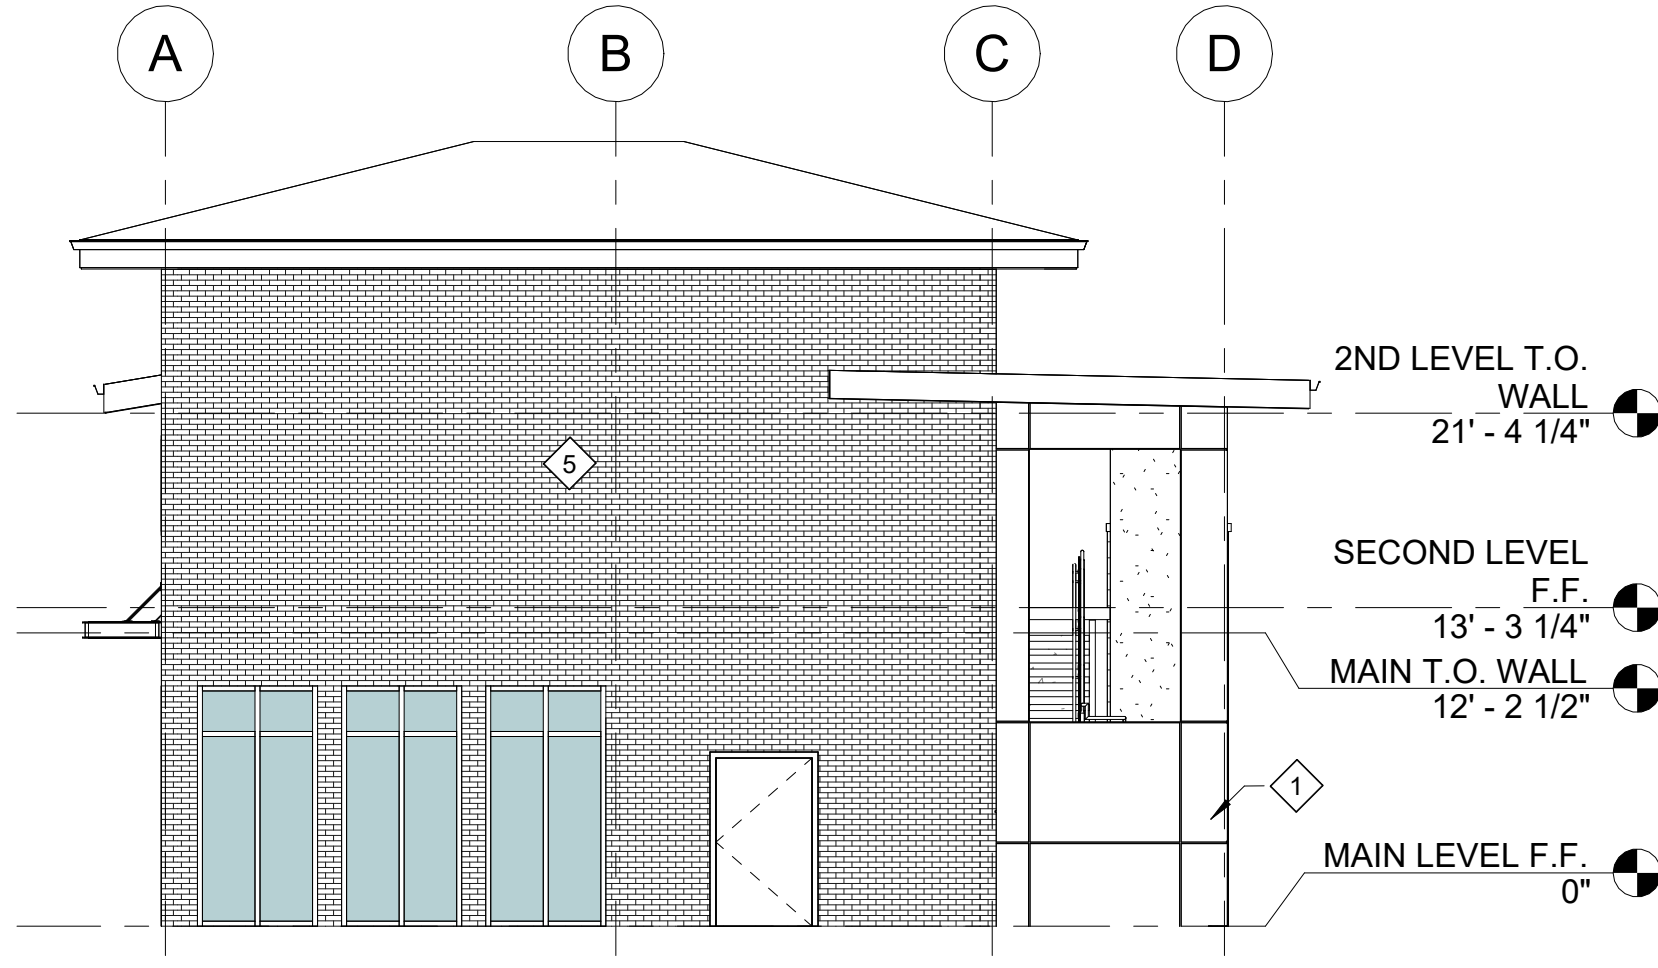 A
B
C
D
2ND LEVEL T.O.
WALL
21' - 4 1/4"
5
SECOND LEVEL
F.F.
13' - 3 1/4"
MAIN T.O. WALL
12' - 2 1/2"
1
MAIN LEVEL F.F.
0"